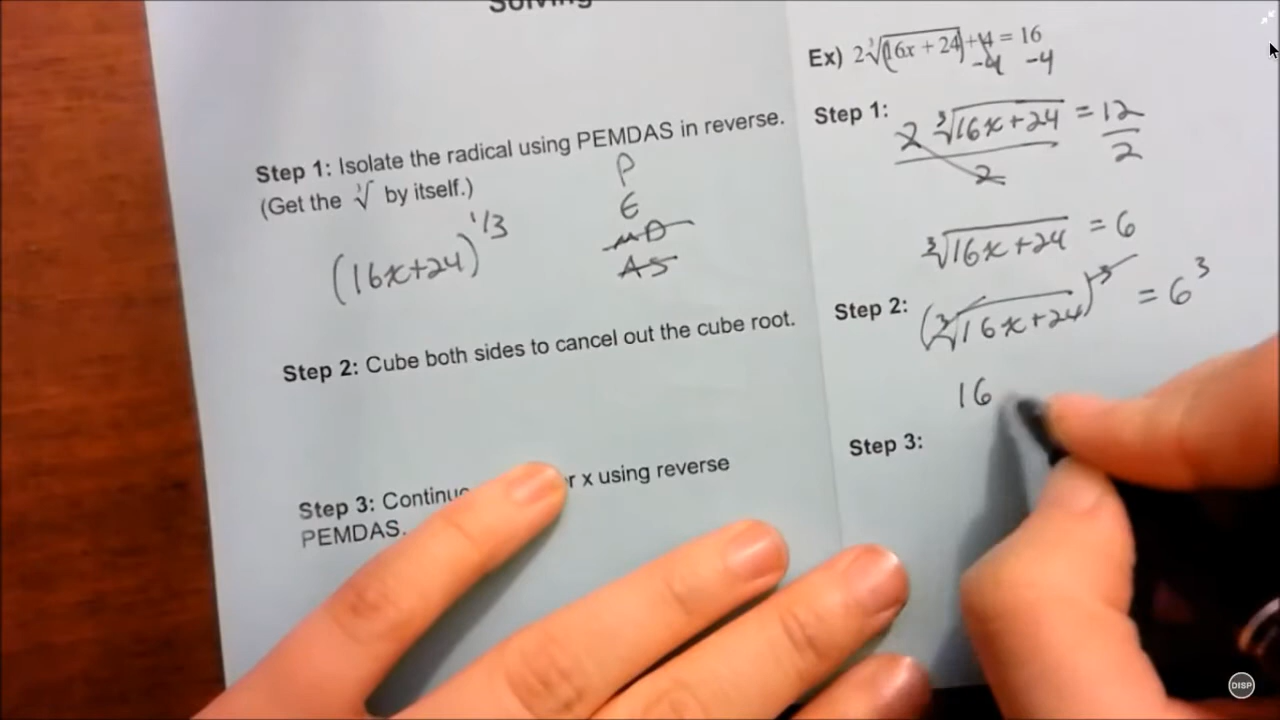 Solving
Step 1: Isolate the radical using PEMDAS in reverse.
(Get the ∛ by itself.)
P
E
MD
AS
(16x+24)^1/3
Step 2: Cube both sides to cancel out the cube root.
Step 3: Continue r x using reverse
PEMDAS.
Ex) 2∛(16x + 24) + 4 = 16
-4 -4
Step 1: 2 ∛16x+24 = 12
2 2
∛16x+24 = 6
Step 2: (∛16x+24)^3 = 6^3
16
Step 3:
DISP